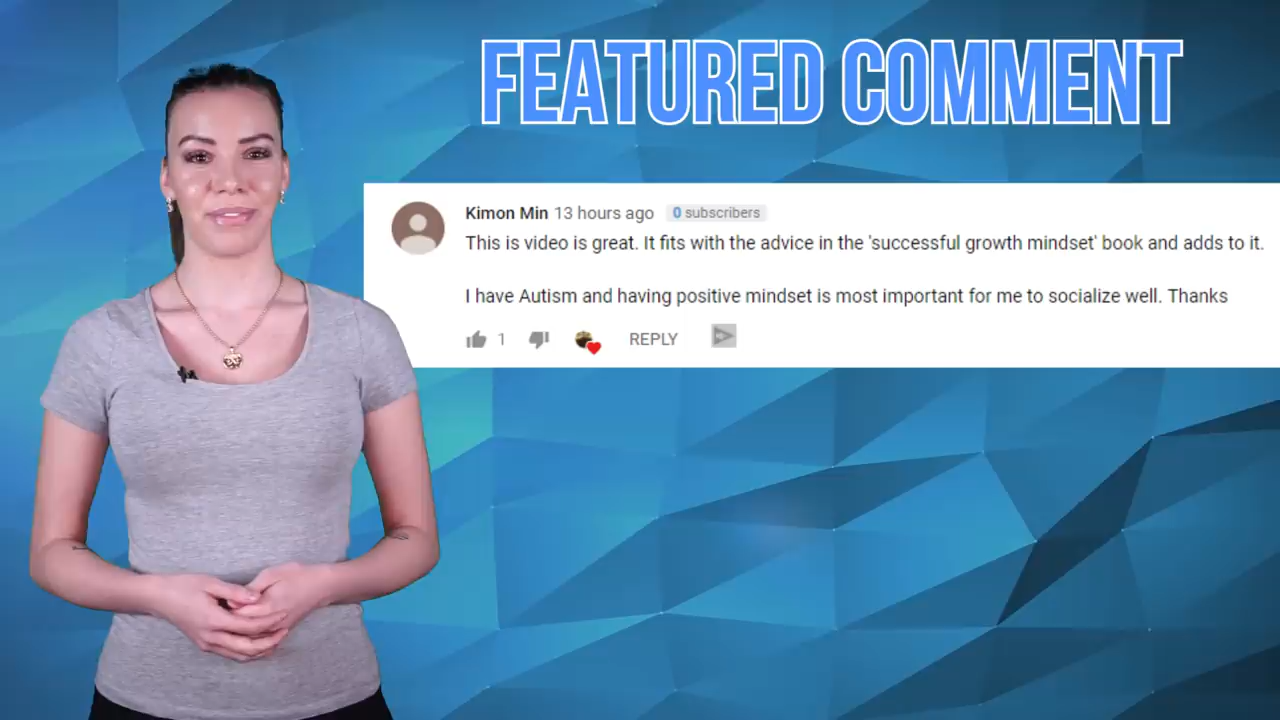 FEATURED COMMENT
Kimon Min 13 hours ago 0 subscribers
This is video is great. It fits with the advice in the 'successful growth mindset' book and adds to it.
I have Autism and having positive mindset is most important for me to socialize well. Thanks
1 REPLY